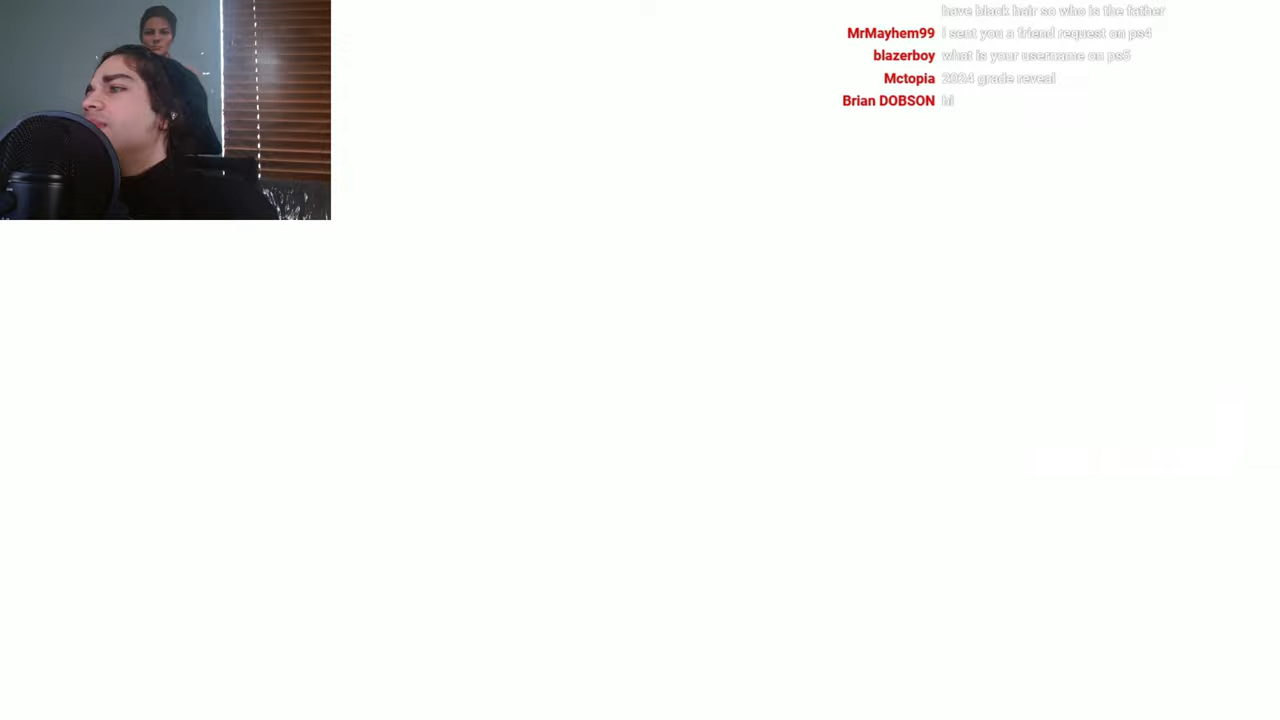 have black hair so who is the father
MrMayhem99 I sent you a friend request on ps4
blazerboy what is your username on ps5
Mctopia 2024 grade reveal
Brian DOBSON hi